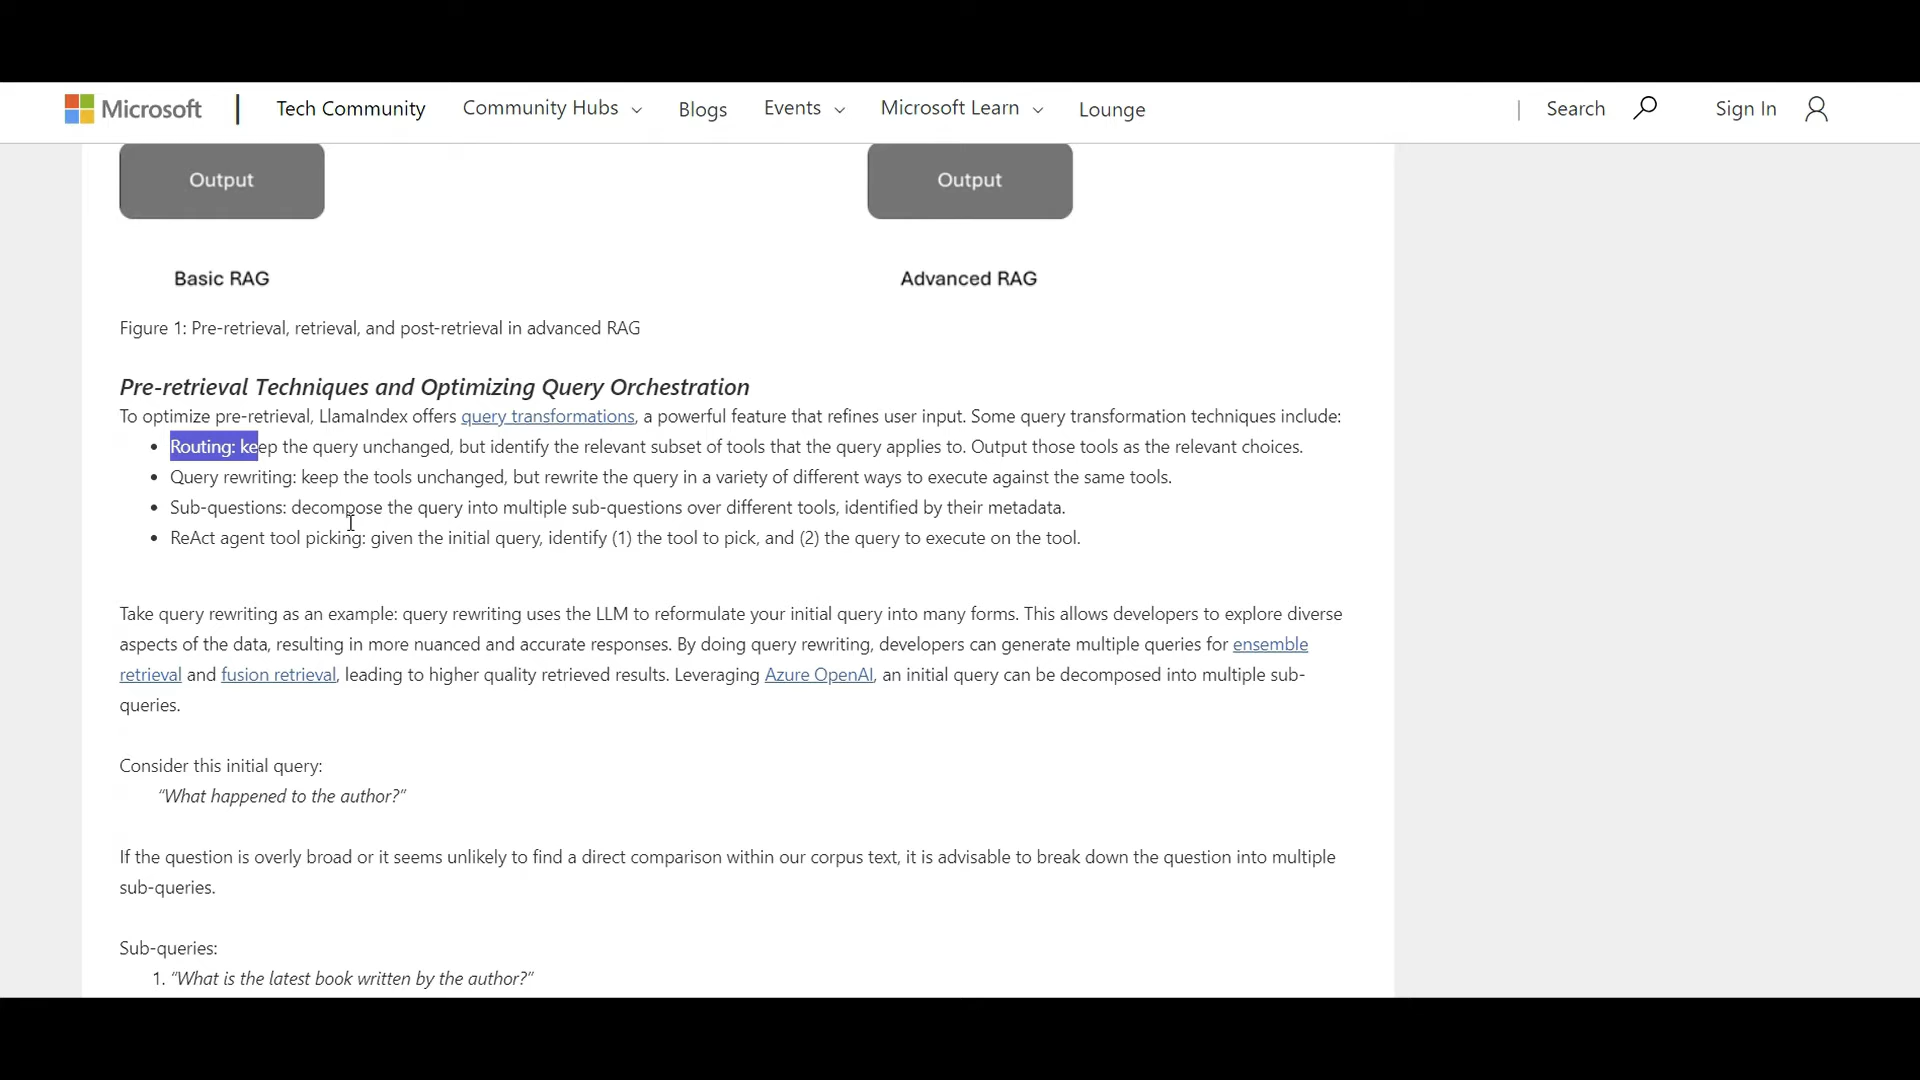 Microsoft Tech Community Community Hubs Blogs Events Microsoft Learn Lounge Search Sign In
Output Output
Basic RAG Advanced RAG
Figure 1: Pre-retrieval, retrieval, and post-retrieval in advanced RAG
Pre-retrieval Techniques and Optimizing Query Orchestration
To optimize pre-retrieval, LlamaIndex offers query transformations, a powerful feature that refines user input. Some query transformation techniques include:
• Routing: keep the query unchanged, but identify the relevant subset of tools that the query applies to. Output those tools as the relevant choices.
• Query rewriting: keep the tools unchanged, but rewrite the query in a variety of different ways to execute against the same tools.
• Sub-questions: decompose the query into multiple sub-questions over different tools, identified by their metadata.
• ReAct agent tool picking: given the initial query, identify (1) the tool to pick, and (2) the query to execute on the tool.
Take query rewriting as an example: query rewriting uses the LLM to reformulate your initial query into many forms. This allows developers to explore diverse
aspects of the data, resulting in more nuanced and accurate responses. By doing query rewriting, developers can generate multiple queries for ensemble
retrieval and fusion retrieval, leading to higher quality retrieved results. Leveraging Azure OpenAI, an initial query can be decomposed into multiple sub-
queries.
Consider this initial query:
“What happened to the author?”
If the question is overly broad or it seems unlikely to find a direct comparison within our corpus text, it is advisable to break down the question into multiple
sub-queries.
Sub-queries:
1. “What is the latest book written by the author?”